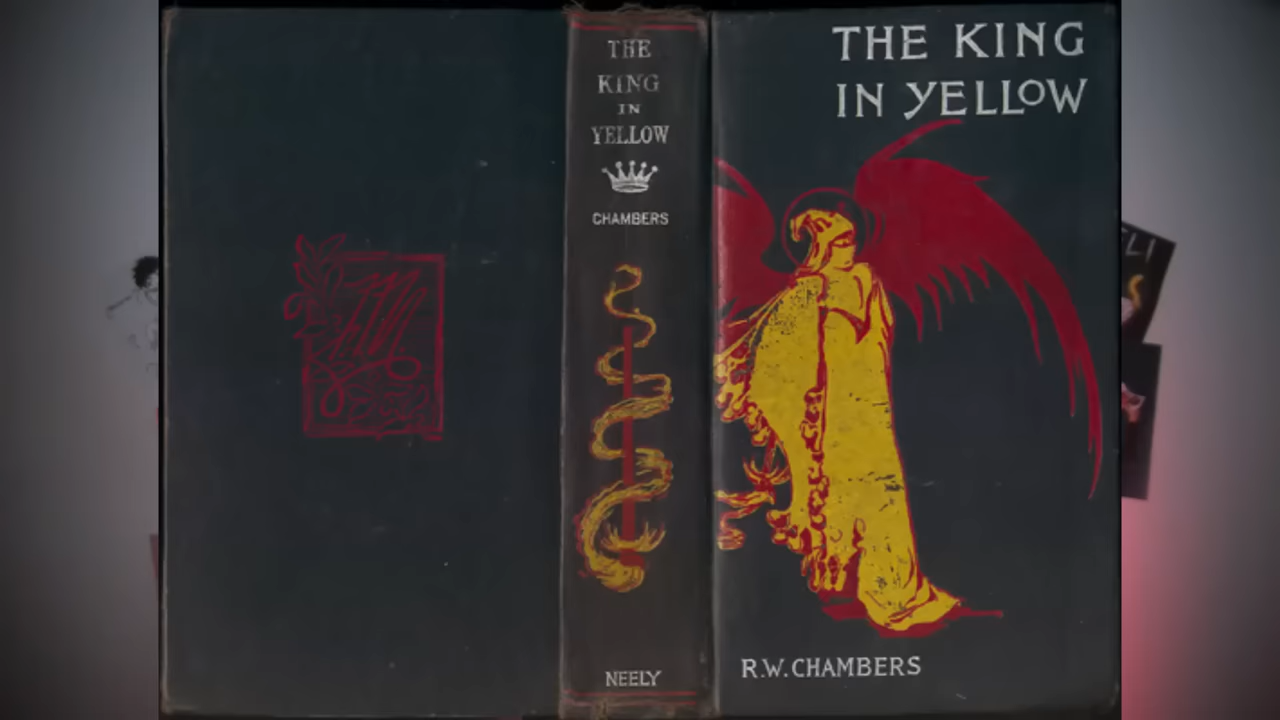 THE
KING
IN
YELLOW
CHAMBERS
NEELY
THE KING
IN YELLOW
R.W. CHAMBERS